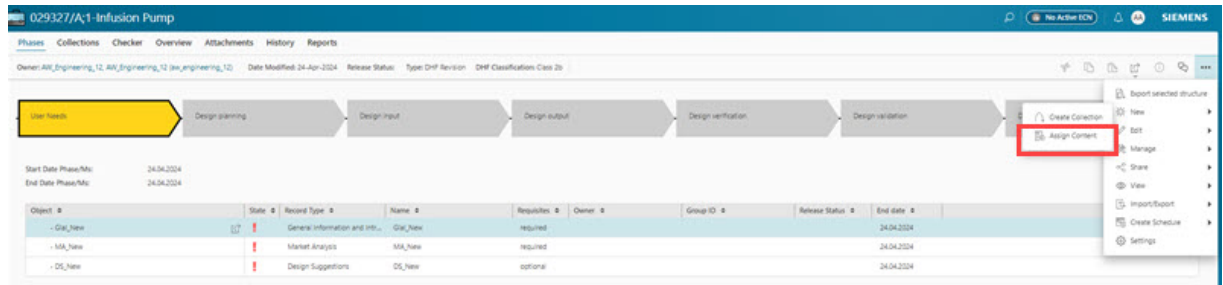 029327/A;1-Infusion Pump
No Active ECN
AA
SIEMENS
Phases Collections Checker Overview Attachments History Reports
Owner: AW_Engineering_12, AW_Engineering_12 (aw_engineering_12) Date Modified: 24-Apr-2024 Release Status: Type: DHF Revision DHF Classification: Class 2b
User Needs
Design planning
Design input
Design output
Design verification
Design validation
Create Collection
Assign Content
Export selected structure
New
Edit
Manage
Share
View
Import/Export
Create Schedule
Settings
Start Date Phase/Ms: 24.04.2024
End Date Phase/Ms: 24.04.2024
Object State Record Type Name Requisites Owner Group ID Release Status End date
- GIaI_New ! General Information and Intr... GIaI_New required 24.04.2024
- MA_New ! Market Analysis MA_New required 24.04.2024
- DS_New ! Design Suggestions DS_New optional 24.04.2024